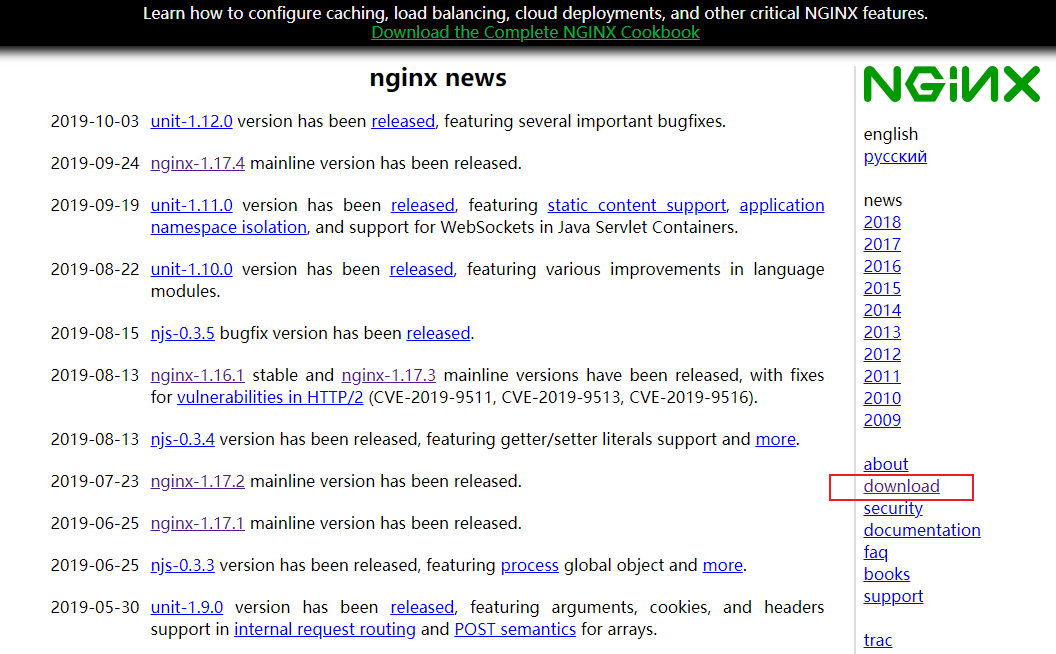 Learn how to configure caching, load balancing, cloud deployments, and other critical NGINX features.
Download the Complete NGINX Cookbook
nginx news
2019-10-03 unit-1.12.0 version has been released, featuring several important bugfixes.
2019-09-24 nginx-1.17.4 mainline version has been released.
2019-09-19 unit-1.11.0 version has been released, featuring static content support, application
namespace isolation, and support for WebSockets in Java Servlet Containers.
2019-08-22 unit-1.10.0 version has been released, featuring various improvements in language
modules.
2019-08-15 njs-0.3.5 bugfix version has been released.
2019-08-13 nginx-1.16.1 stable and nginx-1.17.3 mainline versions have been released, with fixes
for vulnerabilities in HTTP/2 (CVE-2019-9511, CVE-2019-9513, CVE-2019-9516).
2019-08-13 njs-0.3.4 version has been released, featuring getter/setter literals support and more.
2019-07-23 nginx-1.17.2 mainline version has been released.
2019-06-25 nginx-1.17.1 mainline version has been released.
2019-06-25 njs-0.3.3 version has been released, featuring process global object and more.
2019-05-30 unit-1.9.0 version has been released, featuring arguments, cookies, and headers
support in internal request routing and POST semantics for arrays.
NGINX
english
русский
news
2018
2017
2016
2015
2014
2013
2012
2011
2010
2009
about
download
security
documentation
faq
books
support
trac